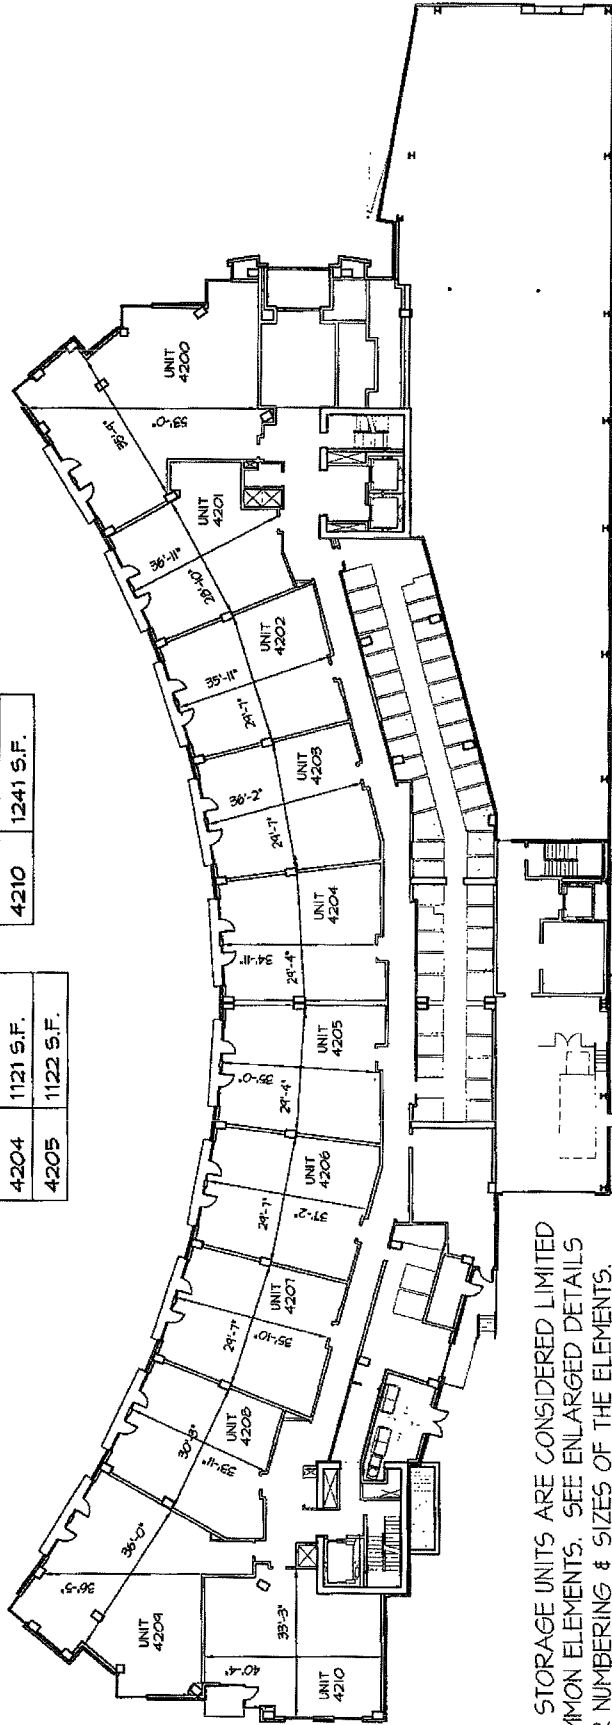 4210 1241 S.F.
4204 1121 S.F.
4205 1122 S.F.
UNIT
4200
53'-0"
UNIT
4201
36'-11"
28'-10"
UNIT
4202
35'-11"
29'-7"
UNIT
4203
36'-2"
29'-7"
UNIT
4204
34'-11"
29'-4"
UNIT
4205
35'-0"
29'-4"
UNIT
4206
29'-7"
37'-2"
UNIT
4207
29'-7"
35'-10"
UNIT
4208
30'-3"
33'-11"
UNIT
4209
36'-0"
36'-5"
UNIT
4210
33'-3"
40'-4"
STORAGE UNITS ARE CONSIDERED LIMITED
MON ELEMENTS. SEE ENLARGED DETAILS
NUMBERING & SIZES OF THE ELEMENTS.